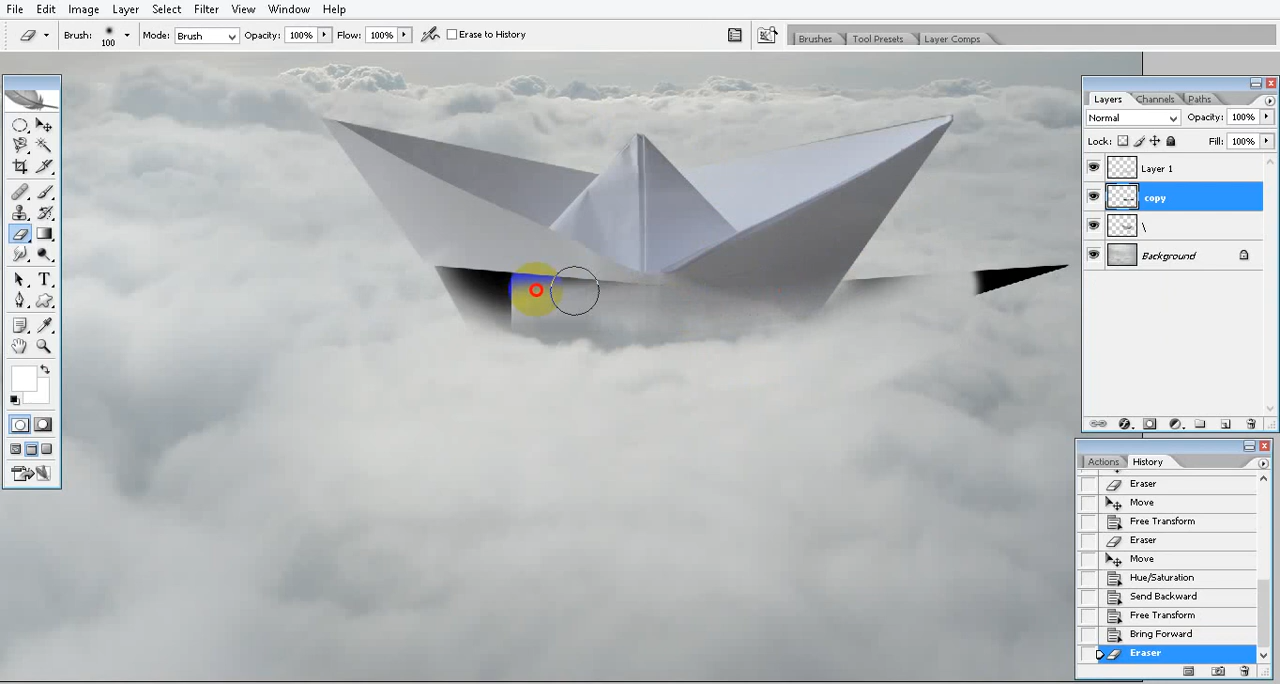 File Edit Image Layer Select Filter View Window Help
Brush: 100 Mode: Brush Opacity: 100% Flow: 100% Erase to History Brushes Tool Presets Layer Comps
Layers Channels Paths
Normal Opacity: 100%
Lock: Fill: 100%
Layer 1
copy
\
Background
Actions History
Eraser
Move
Free Transform
Eraser
Move
Hue/Saturation
Send Backward
Free Transform
Bring Forward
Eraser